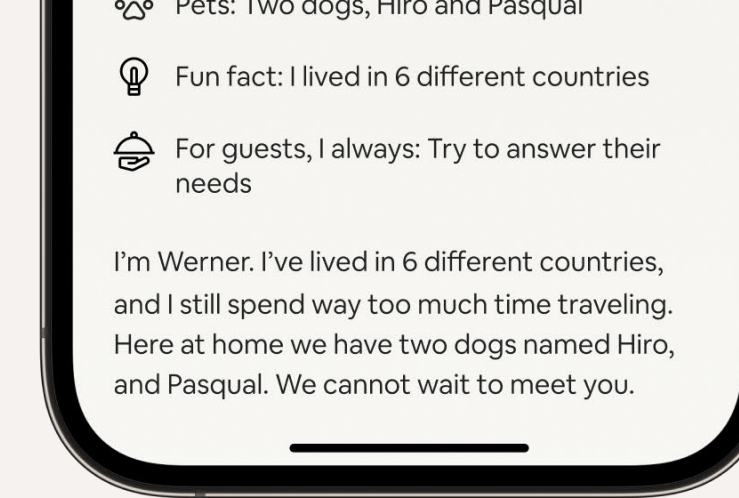 Pets: Two dogs, Hiro and Pasqual
Fun fact: I lived in 6 different countries
For guests, I always: Try to answer their
needs
I’m Werner. I’ve lived in 6 different countries,
and I still spend way too much time traveling.
Here at home we have two dogs named Hiro,
and Pasqual. We cannot wait to meet you.